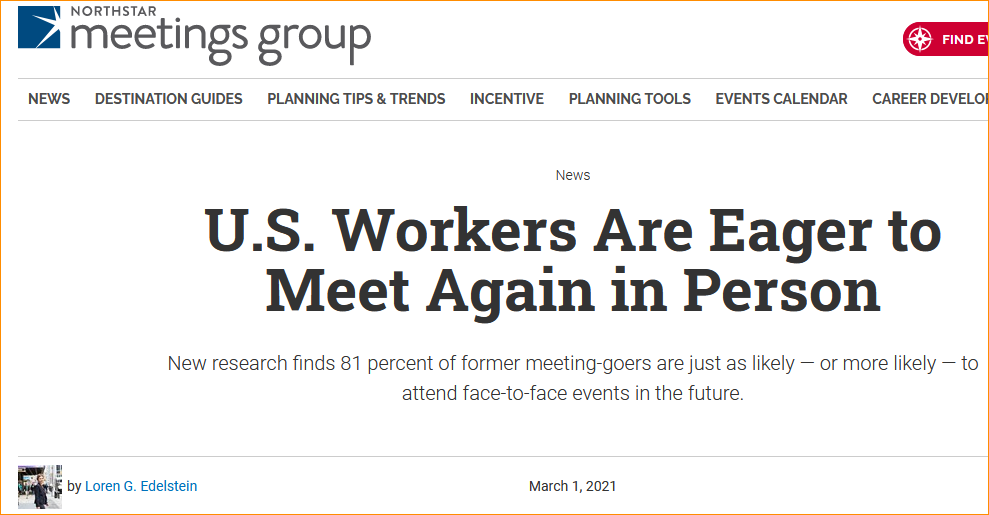 NORTHSTAR
meetings group
FIND EV
NEWS DESTINATION GUIDES PLANNING TIPS & TRENDS INCENTIVE PLANNING TOOLS EVENTS CALENDAR CAREER DEVELOP
News
U.S. Workers Are Eager to
Meet Again in Person
New research finds 81 percent of former meeting-goers are just as likely — or more likely — to
attend face-to-face events in the future.
by Loren G. Edelstein March 1, 2021